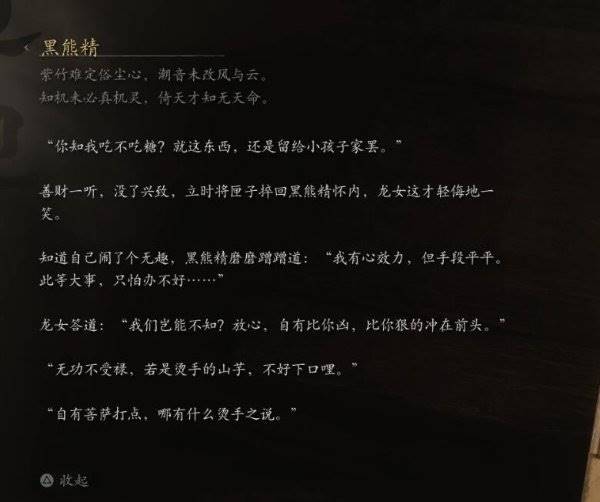 黑熊精
紫竹难定俗尘心，潮音未改风与云。
知机未必真机灵，倚天才知无天命。
“你知我吃不吃糖？就这东西，还是留给小孩子家罢。”
善财一听，没了兴致，立时将匣子摔回黑熊精怀内，龙女这才轻侮地一
笑。
知道自己闹了个无趣，黑熊精磨磨蹭蹭道：“我有心效力，但手段平平。
此等大事，只怕办不好……”
龙女答道：“我们岂能不知？放心，自有比你凶，比你狠的冲在前头。”
“无功不受禄，若是烫手的山芋，不好下口哩。”
“自有菩萨打点，哪有什么烫手之说。”
收起